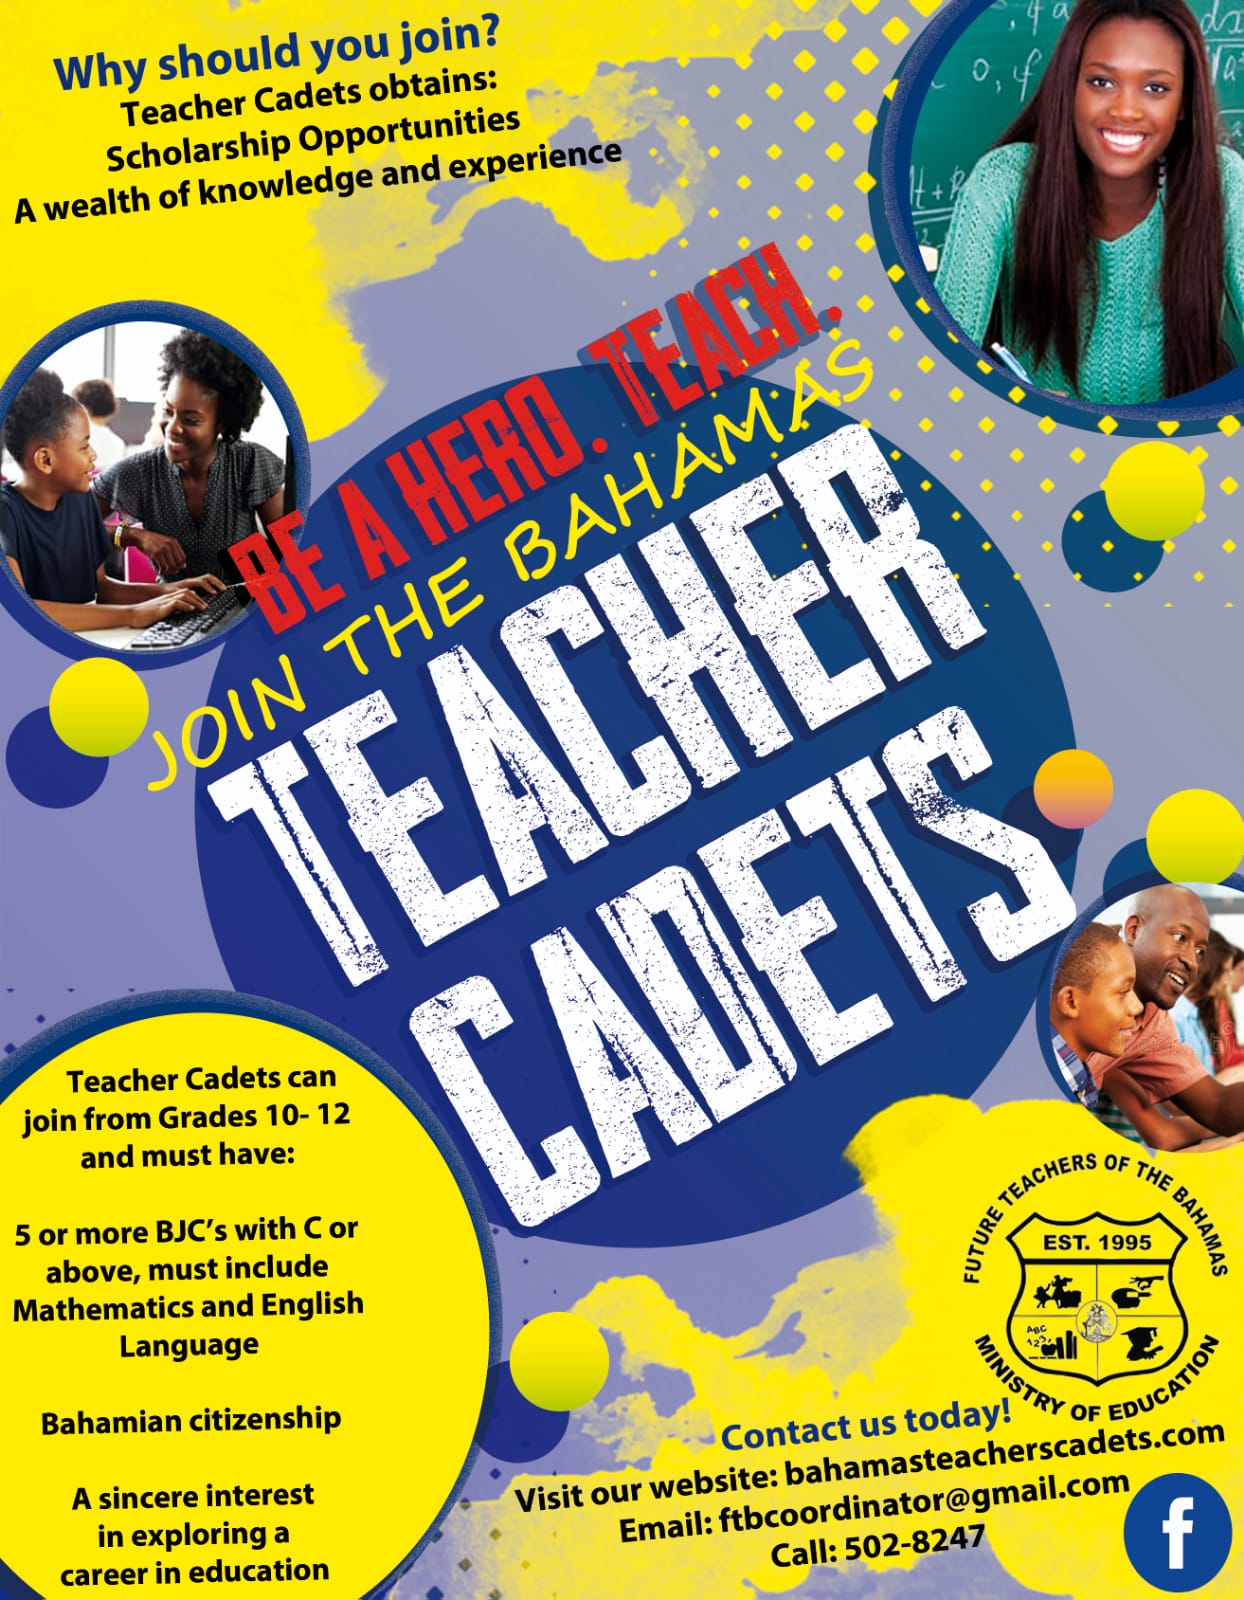 Why should you join?
Teacher Cadets obtains:
Scholarship Opportunities
A wealth of knowledge and experience
BE A HERO. TEACH.
JOIN THE BAHAMAS
TEACHER
CADETS
Teacher Cadets can
join from Grades 10- 12
and must have:
5 or more BJC's with C or
above, must include
Mathematics and English
Language
Bahamian citizenship
A sincere interest
in exploring a
career in education
FUTURE TEACHERS OF THE BAHAMAS
EST. 1995
ABC
123
MINISTRY OF EDUCATION
Contact us today!
Visit our website: bahamasteacherscadets.com
Email: ftbcoordinator@gmail.com
Call: 502-8247
f